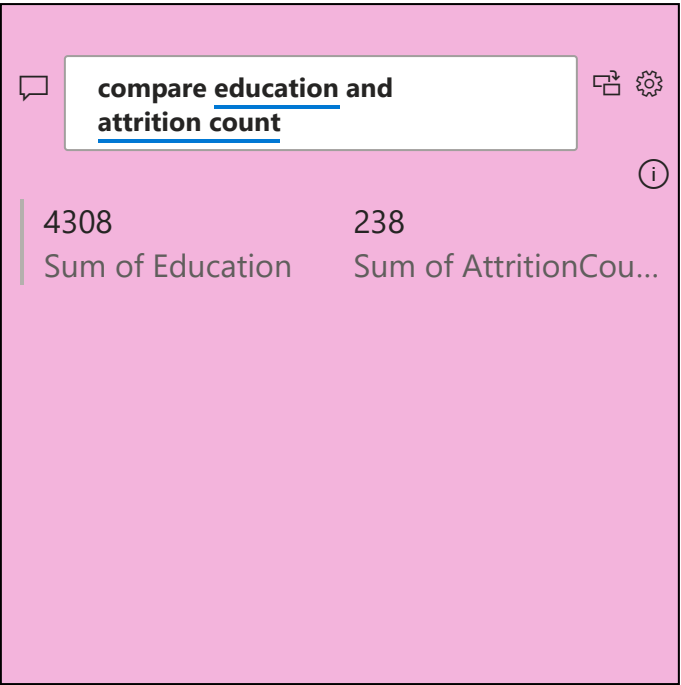 compare education and
attrition count
4308
238
Sum of Education
Sum of AttritionCou...